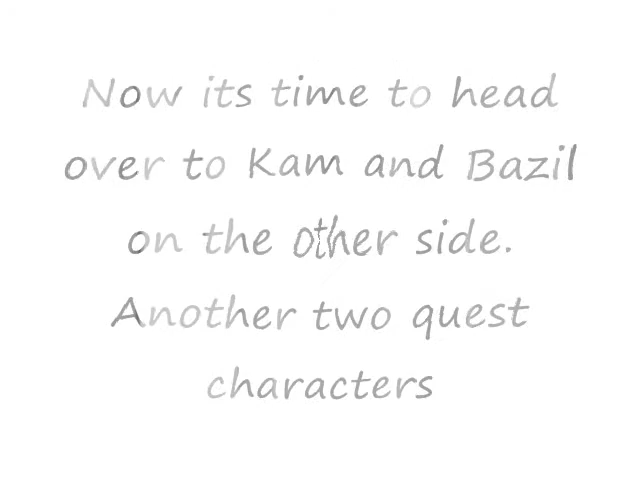 Now its time to head
over to Kam and Bazil
on the other side.
Another two quest
characters